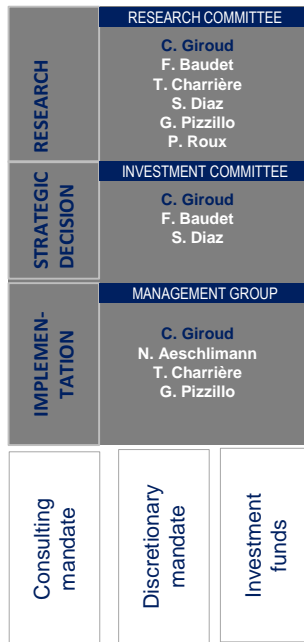 RESEARCH COMMITTEE
RESEARCH
C. Giroud
F. Baudet
T. Charrière
S. Diaz
G. Pizzillo
P. Roux
INVESTMENT COMMITTEE
STRATEGIC
DECISION
C. Giroud
F. Baudet
S. Diaz
MANAGEMENT GROUP
IMPLEMEN-
TATION
C. Giroud
N. Aeschlimann
T. Charrière
G. Pizzillo
Consulting
mandate
Discretionary
mandate
Investment
funds